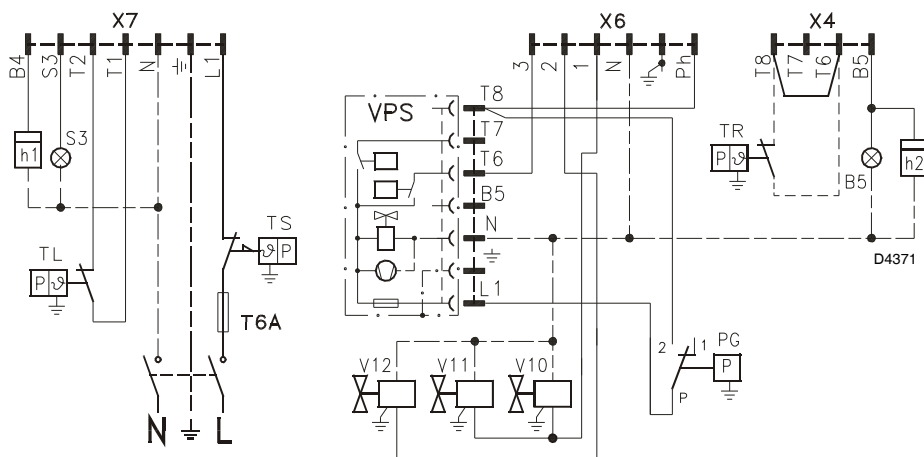 X7
X6
X4
B4
S3
T2
T1
N
L1
3
2
1
N
Ph
T8
T7
T6
B5
VPS
T8
T7
T6
B5
N
L1
h1
S3
TR
P ϑ
B5
h2
D4371
TS
ϑ P
TL
P ϑ
T6A
2
1
PG
P
P
V12
V11
V10
N
L